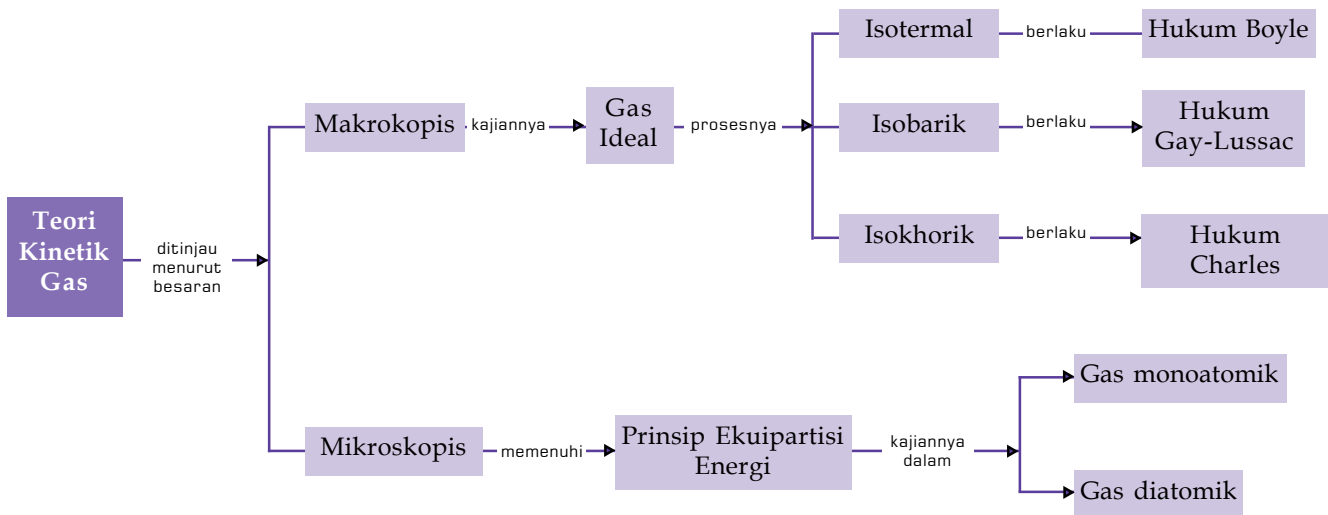 Teori
Kinetik
Gas
ditinjau
menurut
besaran
Makrokopis
kajiannya
Gas
Ideal
prosesnya
Isotermal
berlaku
Hukum Boyle
Isobarik
berlaku
Hukum
Gay-Lussac
Isokhorik
berlaku
Hukum
Charles
Mikroskopis
memenuhi
Prinsip Ekuipartisi
Energi
kajiannya
dalam
Gas monoatomik
Gas diatomik